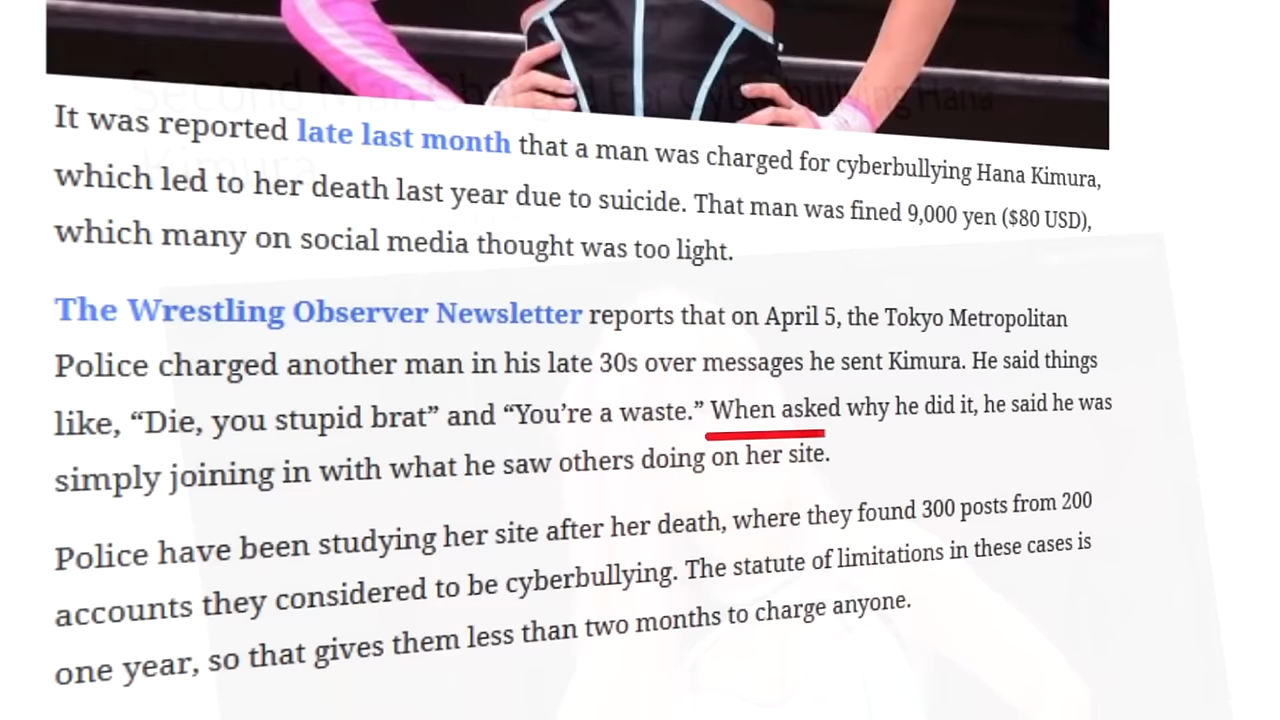 Second Man Charged For Cyberbullying Hana
Kimura
It was reported late last month that a man was charged for cyberbullying Hana Kimura,
which led to her death last year due to suicide. That man was fined 9,000 yen ($80 USD),
which many on social media thought was too light.
The Wrestling Observer Newsletter reports that on April 5, the Tokyo Metropolitan
Police charged another man in his late 30s over messages he sent Kimura. He said things
like, “Die, you stupid brat” and “You’re a waste.” When asked why he did it, he said he was
simply joining in with what he saw others doing on her site.
Police have been studying her site after her death, where they found 300 posts from 200
accounts they considered to be cyberbullying. The statute of limitations in these cases is
one year, so that gives them less than two months to charge anyone.